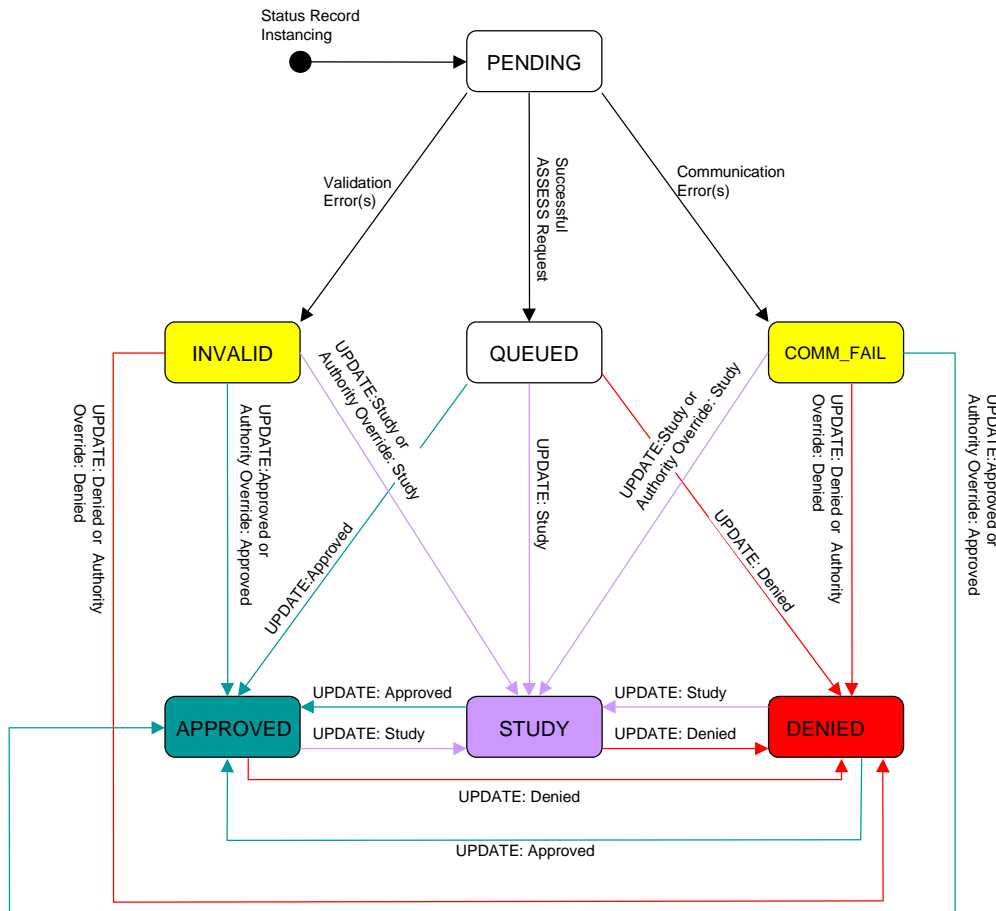 Status Record
Instancing
PENDING
Validation
Error(s)
Successful
ASSESS Request
Communication
Error(s)
INVALID
QUEUED
COMM_FAIL
UPDATE: Denied or Authority
Override: Denied
UPDATE:Approved or
Authority Override: Approved
UPDATE:Study or
Authority Override: Study
UPDATE:Approved
UPDATE: Study
UPDATE: Denied
UPDATE:Study or
Authority Override: Study
UPDATE: Denied or Authority
Override: Denied
UPDATE:Approved or
Authority Override: Approved
APPROVED
UPDATE: Approved
UPDATE: Study
STUDY
UPDATE: Study
UPDATE: Denied
DENIED
UPDATE: Denied
UPDATE: Approved